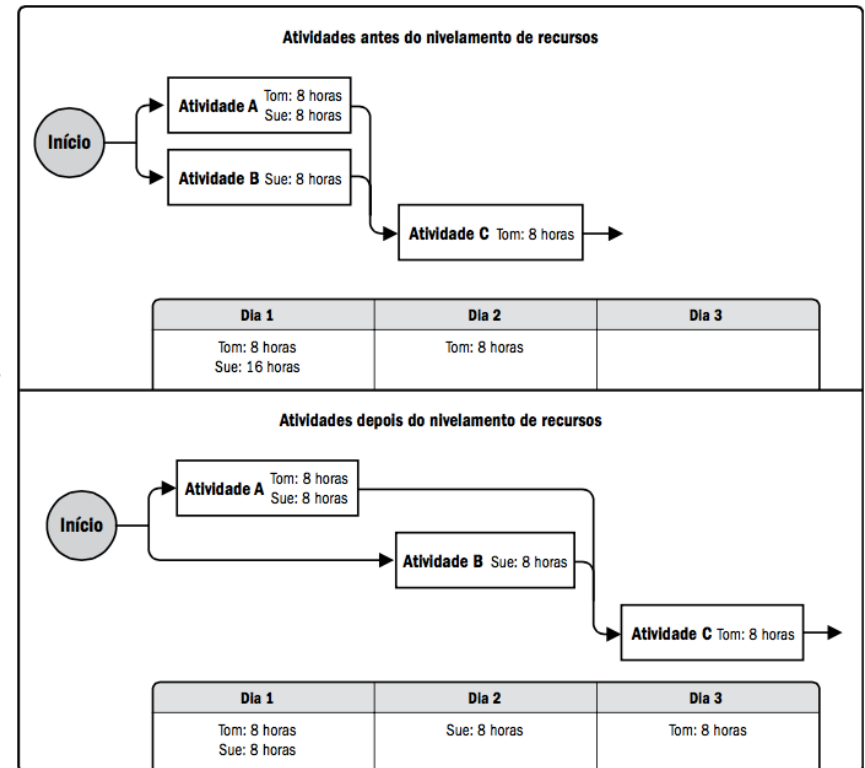 Atividades antes do nivelamento de recursos
Início
Atividade A Tom: 8 horas
Sue: 8 horas
Atividade B Sue: 8 horas
Atividade C Tom: 8 horas
Dia 1 Dia 2 Dia 3
Tom: 8 horas Tom: 8 horas
Sue: 16 horas
Atividades depois do nivelamento de recursos
Início
Atividade A Tom: 8 horas
Sue: 8 horas
Atividade B Sue: 8 horas
Atividade C Tom: 8 horas
Dia 1 Dia 2 Dia 3
Tom: 8 horas Sue: 8 horas Tom: 8 horas
Sue: 8 horas